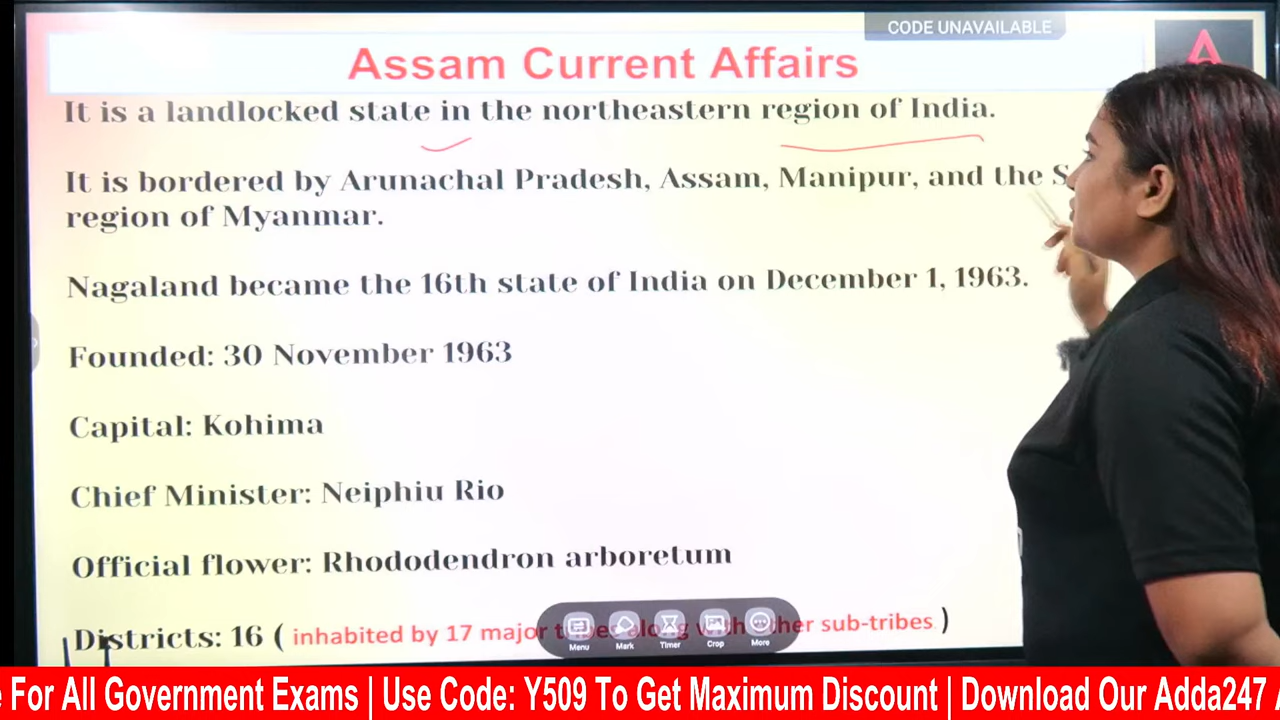 CODE UNAVAILABLE
Assam Current Affairs
It is a landlocked state in the northeastern region of India.
It is bordered by Arunachal Pradesh, Assam, Manipur, and the
region of Myanmar.
Nagaland became the 16th state of India on December 1, 1963.
Founded: 30 November 1963
Capital: Kohima
Chief Minister: Neiphiu Rio
Official flower: Rhododendron arboretum
Districts: 16 ( inhabited by 17 major tribes along with other sub-tribes. )
Menu Mark Timer Crop More
For All Government Exams | Use Code: Y509 To Get Maximum Discount | Download Our Adda247